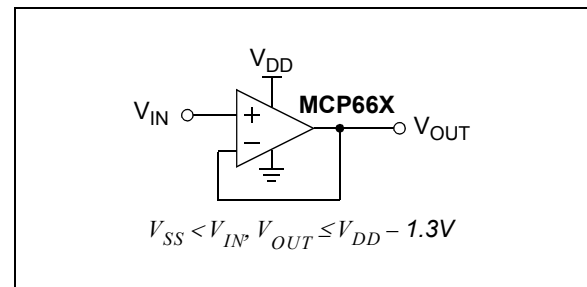 V_DD
MCP66X
V_IN
+
V_OUT
−
V_SS < V_IN, V_OUT ≤ V_DD – 1.3V